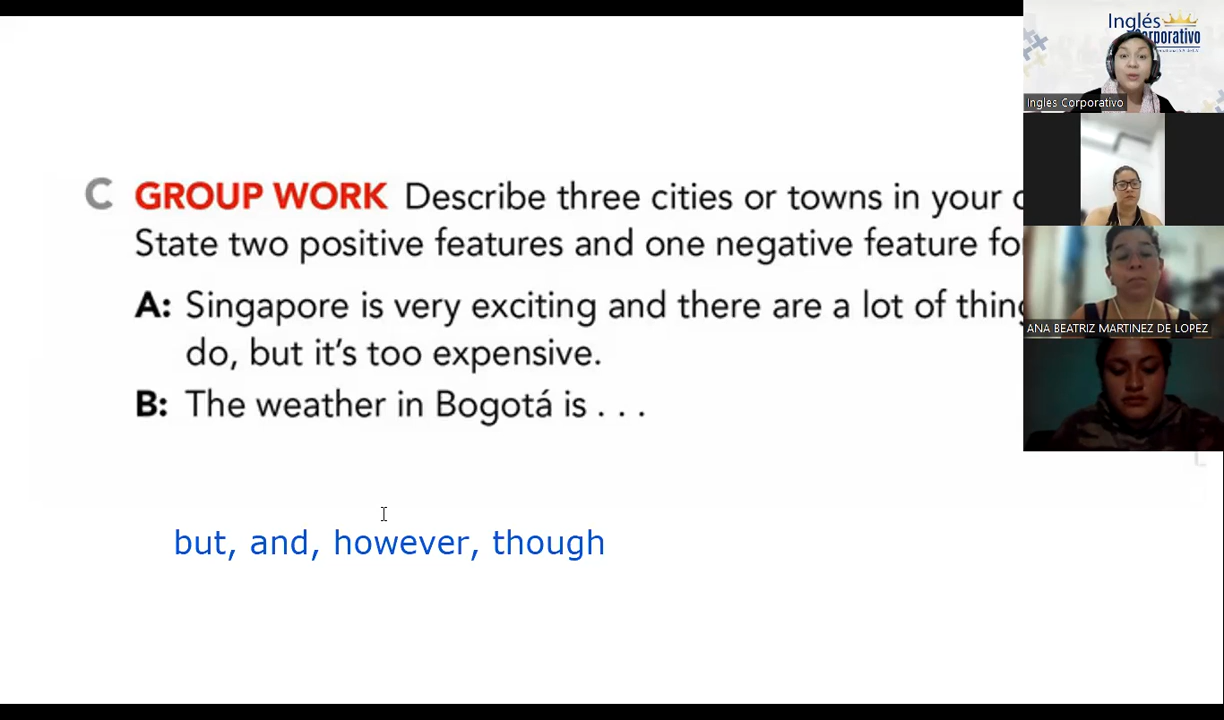 C GROUP WORK Describe three cities or towns in your
State two positive features and one negative feature
A: Singapore is very exciting and there are a lot of
do, but it's too expensive.
B: The weather in Bogotá is . . .
but, and, however, though
Inglés
Corporativo
Ingles Corporativo
ANA BEATRIZ MARTINEZ DE LOPEZ